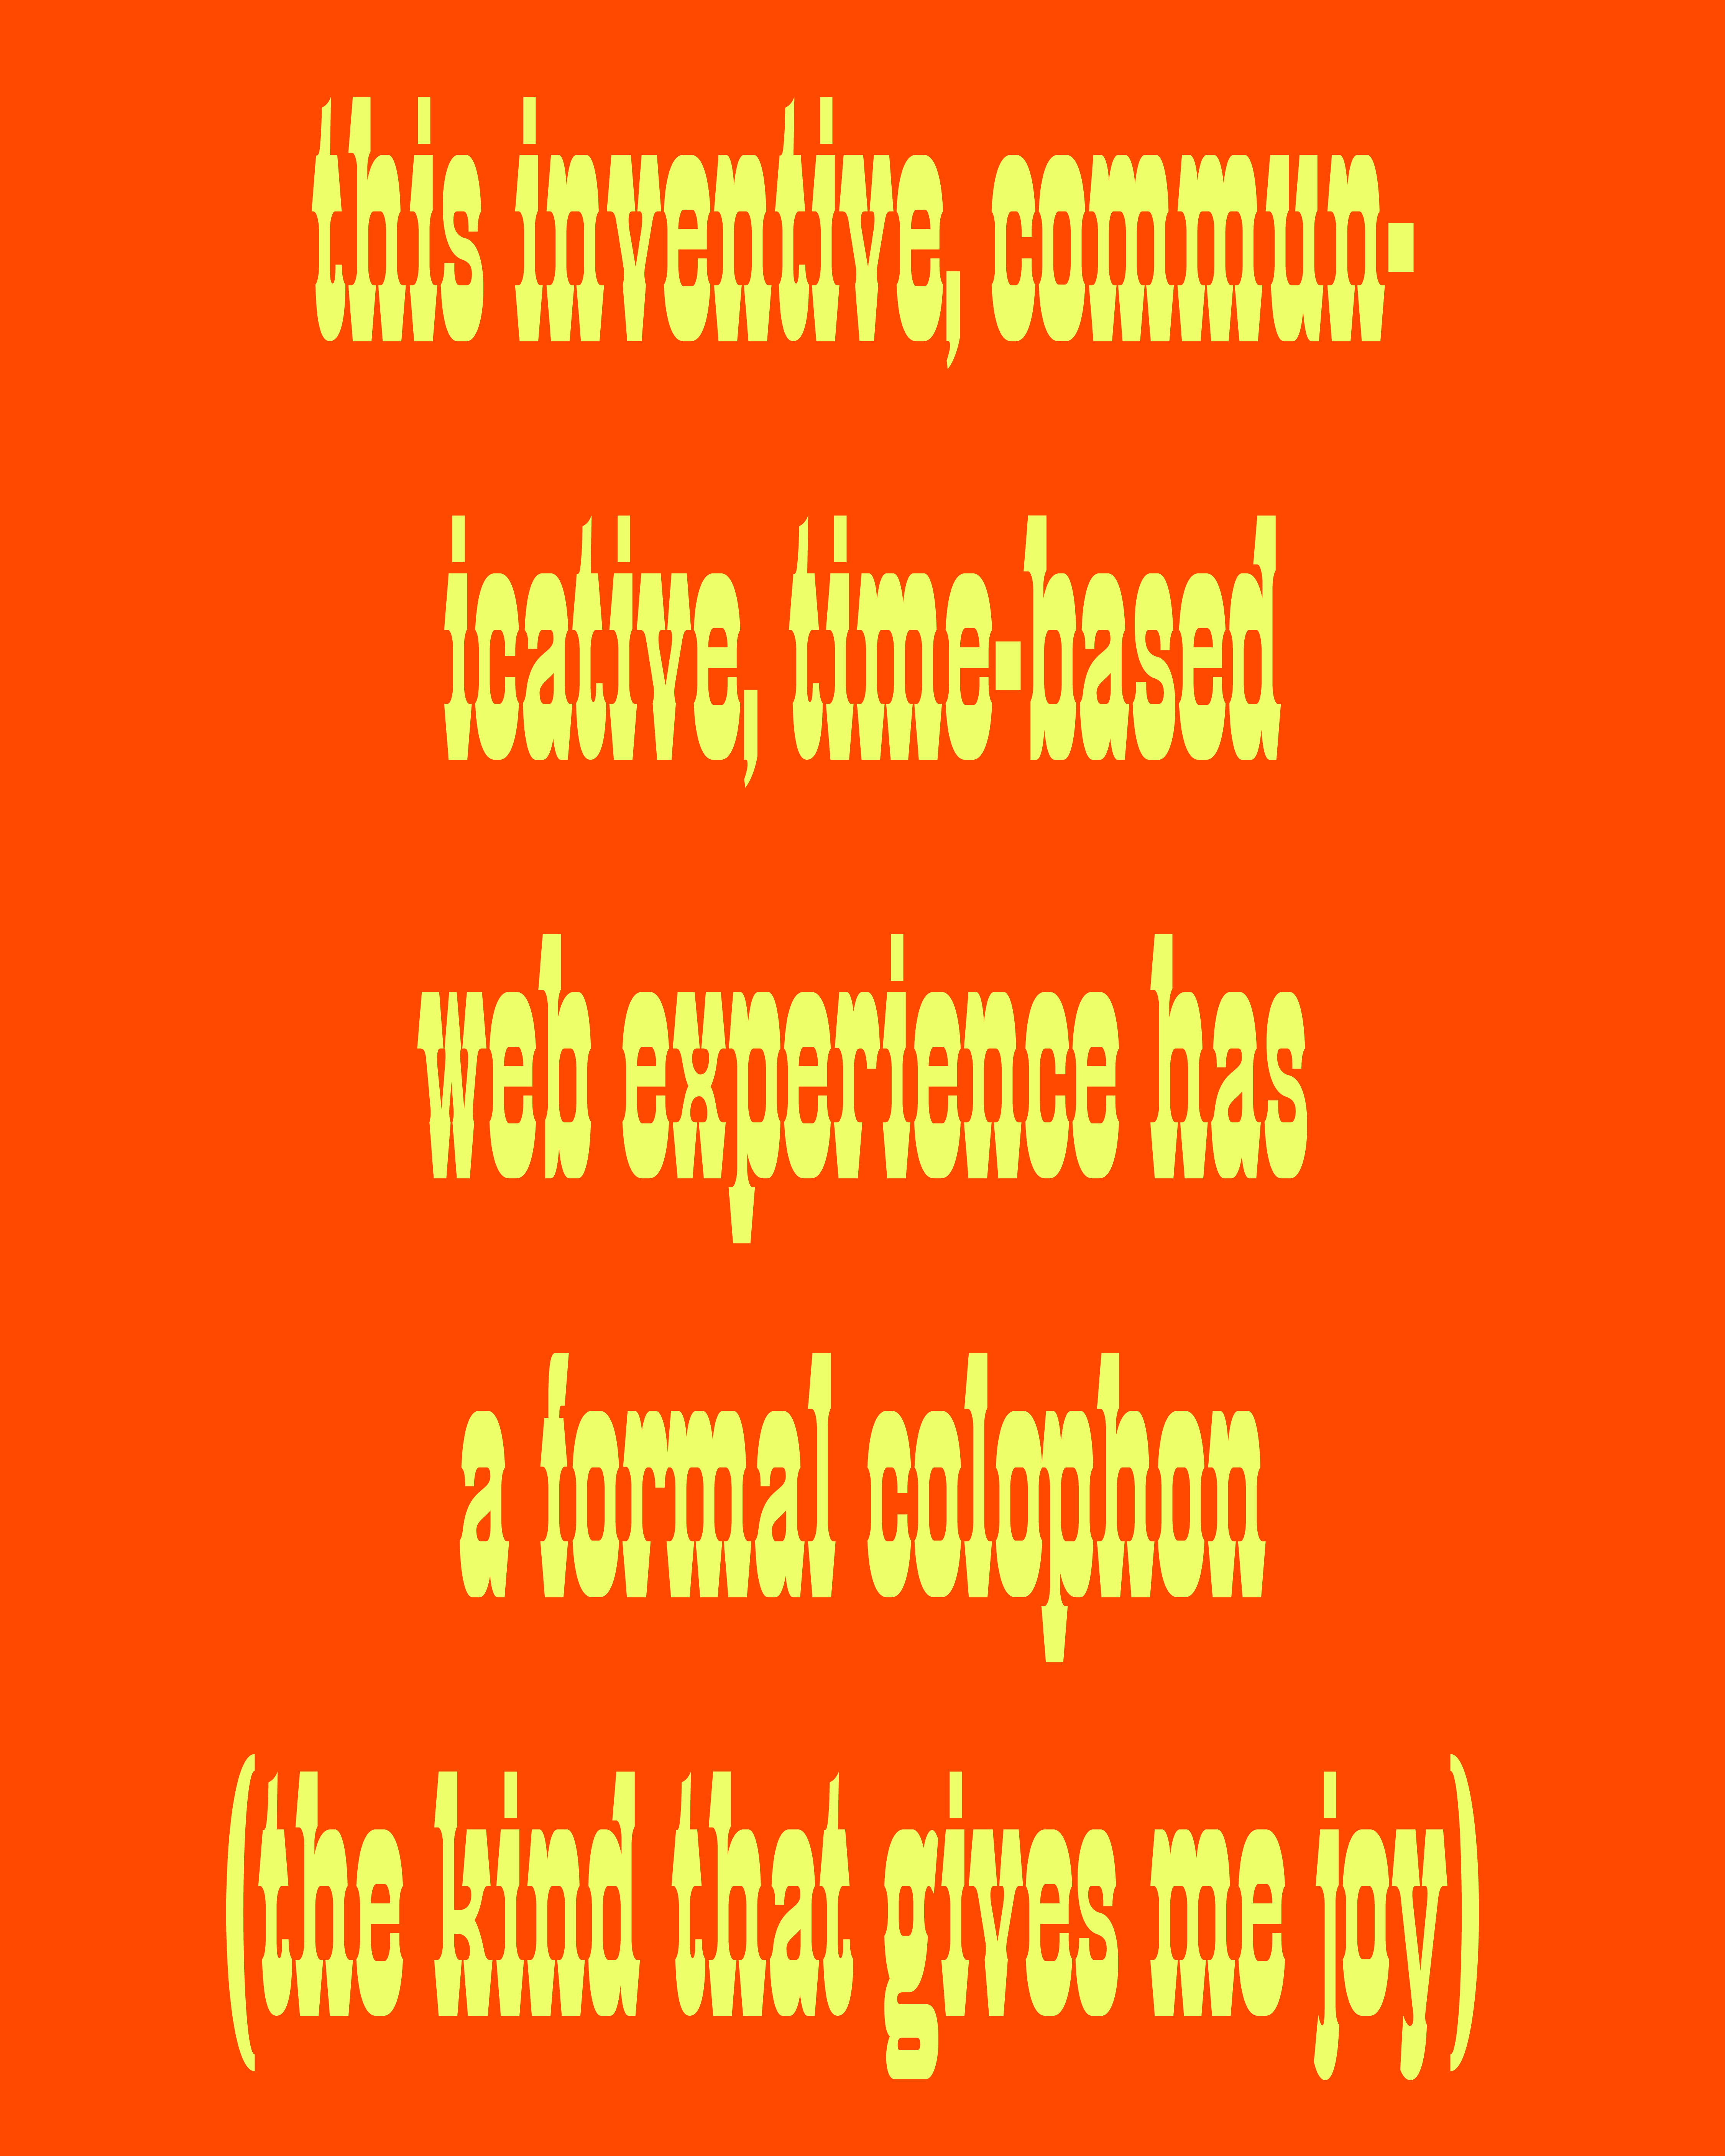 this inventive, commun-
icative, time-based
web experience has
a formal colophon
(the kind that gives me joy)